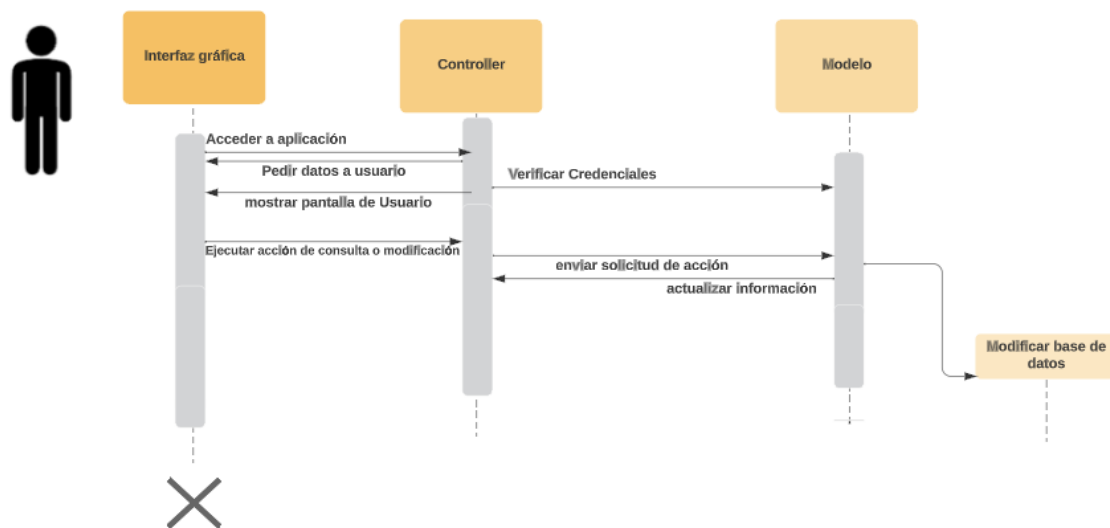 Interfaz gráfica
Controller
Modelo
Acceder a aplicación
Pedir datos a usuario
Verificar Credenciales
mostrar pantalla de Usuario
Ejecutar acción de consulta o modificación
enviar solicitud de acción
actualizar información
Modificar base de
datos